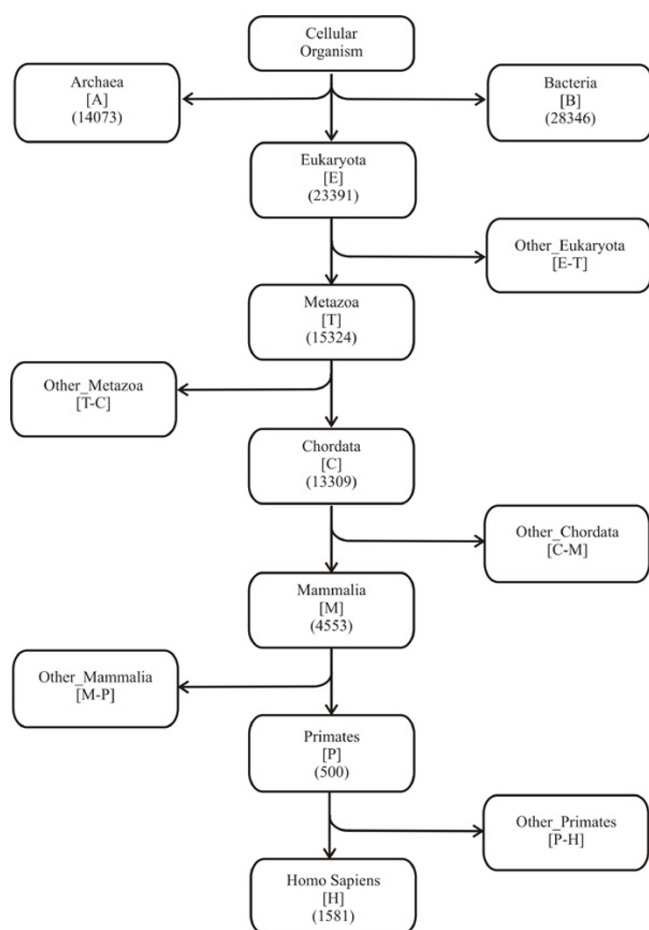 Cellular
Organism
Archaea
[A]
(14073)
Bacteria
[B]
(28346)
Eukaryota
[E]
(23391)
Other_Eukaryota
[E-T]
Metazoa
[T]
(15324)
Other_Metazoa
[T-C]
Chordata
[C]
(13309)
Other_Chordata
[C-M]
Mammalia
[M]
(4553)
Other_Mammalia
[M-P]
Primates
[P]
(500)
Other_Primates
[P-H]
Homo Sapiens
[H]
(1581)